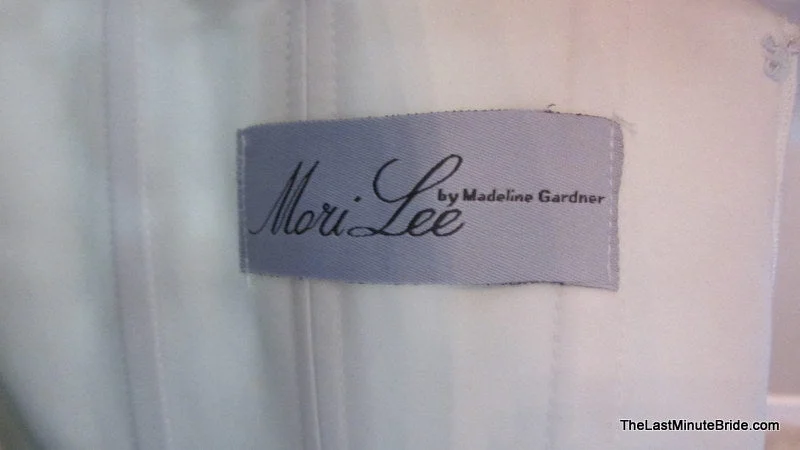 Mori Lee by Madeline Gardner
TheLastMinuteBride.com